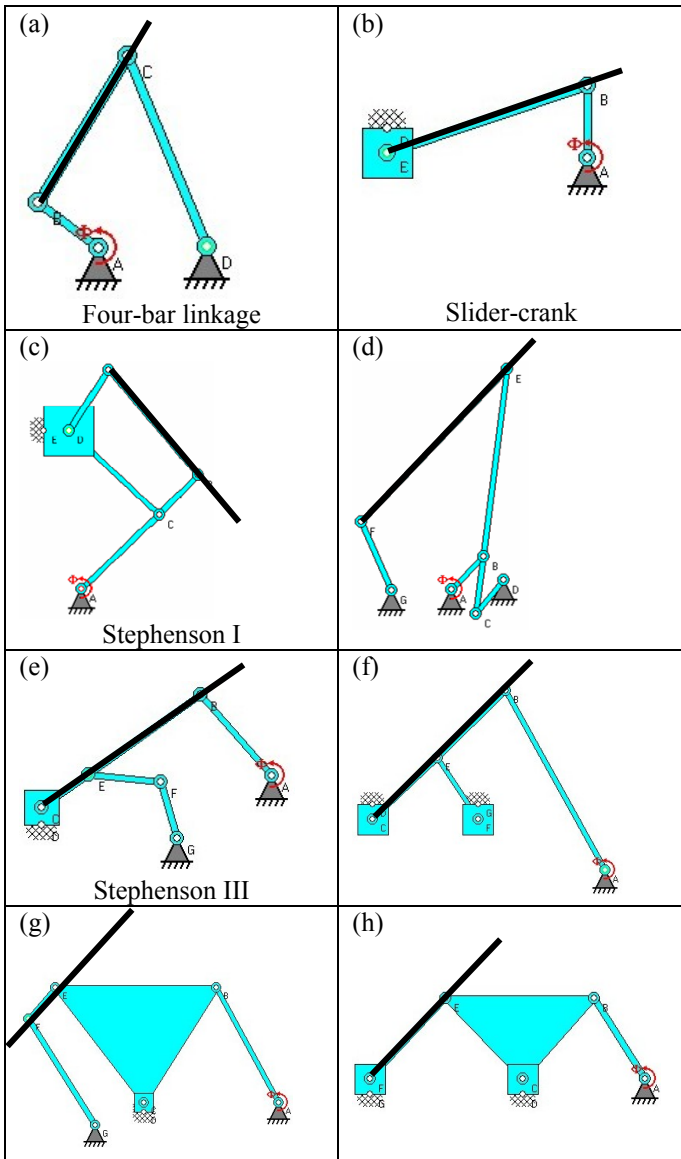 (a)
C
B
Φ
A
D
Four-bar linkage
(b)
B
D
E
Φ
A
Slider-crank
(c)
E D
C
Φ
A
Stephenson I
(d)
E
F
B
Φ
A
D
G
C
(e)
B
E
Φ
A
F
C
D
G
Stephenson III
(f)
B
E
D
C
G
F
Φ
A
(g)
E
B
F
Φ
A
C
D
G
(h)
E
B
F
G
C
D
Φ
A